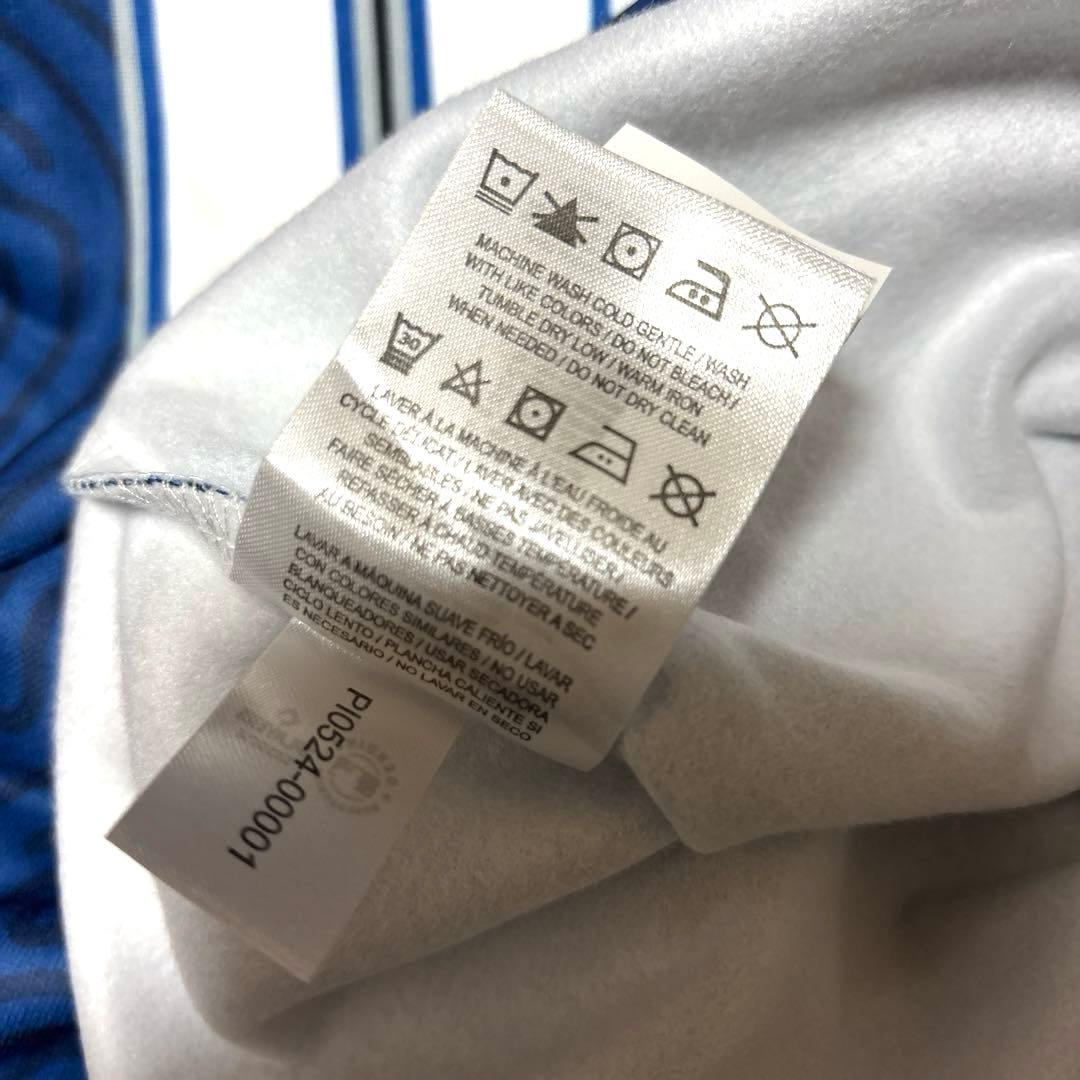 MACHINE WASH COLD GENTLE / WASH
WITH LIKE COLORS / DO NOT BLEACH /
TUMBLE DRY LOW / WARM IRON
WHEN NEEDED / DO NOT DRY CLEAN
30
LAVER À LA MACHINE À L'EAU FROIDE AU
CYCLE DÉLICAT / LAVER AVEC DES COULEURS
SEMBLABLES / NE PAS JAVELLISER /
FAIRE SÉCHER À BASSES TEMPÉRATURE /
REPASSER À CHAUD TEMPÉRATURE
AU BESOIN / NE PAS NETTOYER A SEC
LAVAR A MÁQUINA SUAVE FRÍO / LAVAR
CON COLORES SIMILARES / NO USAR
BLANQUEADORES / USAR SECADORA
CICLO LENTO / PLANCHA CALIENTE SI
ES NECESARIO / NO LAVAR EN SECO
PI0524-00001